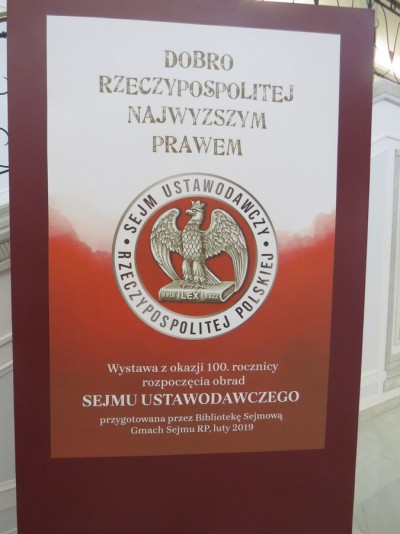 DOBRO
RZECZYPOSPOLITEJ
NAJWYZSZYM
PRAWEM
· SEJM USTAWODAWCZY ·
RZECZYPOSPOLITEJ POLSKIEJ
LEX
Wystawa z okazji 100. rocznicy
rozpoczęcia obrad
SEJMU USTAWODAWCZEGO
przygotowana przez Bibliotekę Sejmową
Gmach Sejmu RP, luty 2019